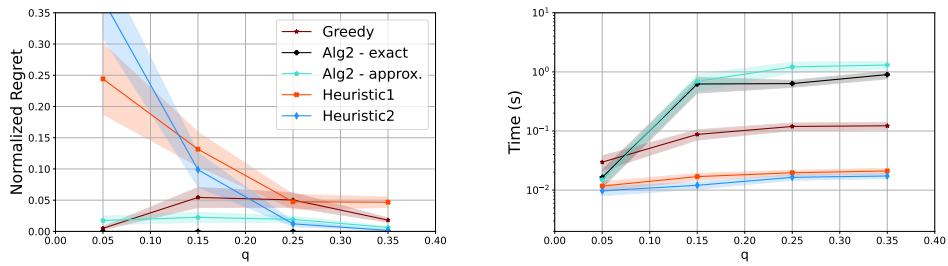 Normalized Regret
0.35
0.30
0.25
0.20
0.15
0.10
0.05
0.00
0.00 0.05 0.10 0.15 0.20 0.25 0.30 0.35 0.40
q
Greedy
Alg2 - exact
Alg2 - approx.
Heuristic1
Heuristic2
Time (s)
10¹
10⁰
10⁻¹
10⁻²
0.00 0.05 0.10 0.15 0.20 0.25 0.30 0.35 0.40
q